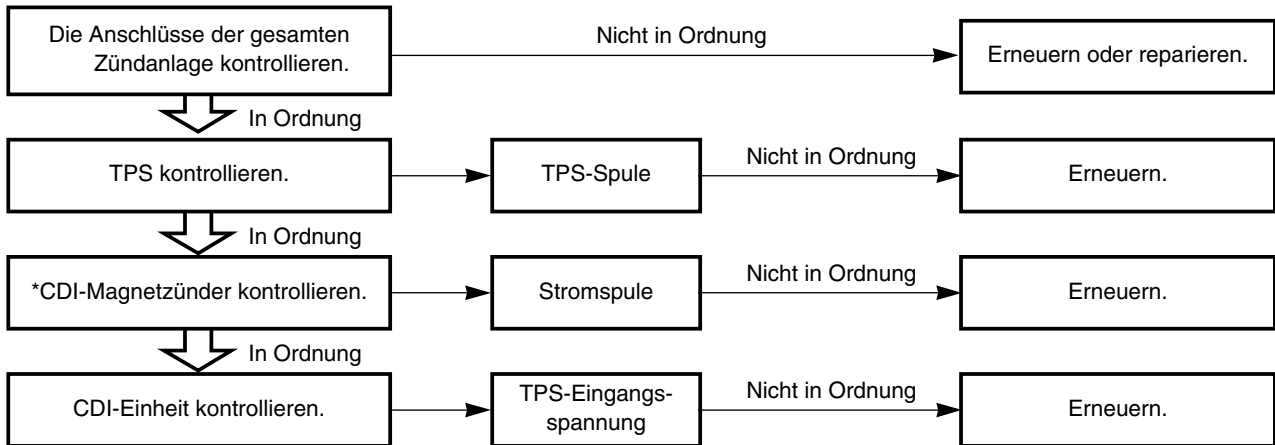 Die Anschlüsse der gesamten
Zündanlage kontrollieren.
Nicht in Ordnung
Erneuern oder reparieren.
In Ordnung
TPS kontrollieren.
TPS-Spule
Nicht in Ordnung
Erneuern.
In Ordnung
*CDI-Magnetzünder kontrollieren.
Stromspule
Nicht in Ordnung
Erneuern.
In Ordnung
CDI-Einheit kontrollieren.
TPS-Eingangs-
spannung
Nicht in Ordnung
Erneuern.